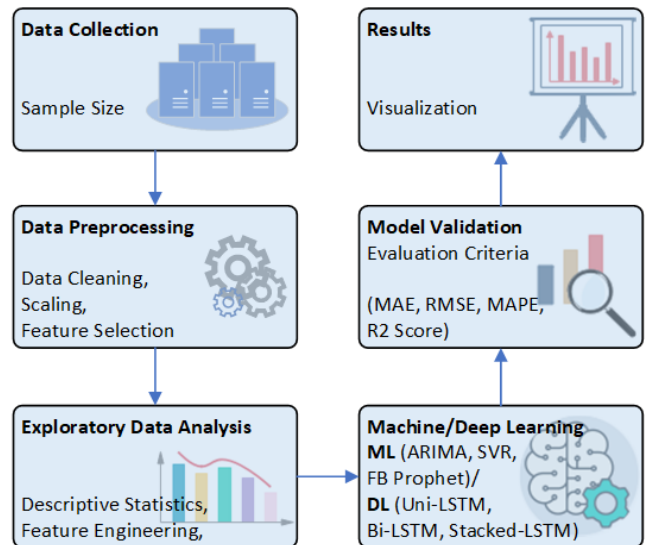 Data Collection
Sample Size
Data Preprocessing
Data Cleaning,
Scaling,
Feature Selection
Exploratory Data Analysis
Descriptive Statistics,
Feature Engineering,
Machine/Deep Learning
ML (ARIMA, SVR,
FB Prophet)/
DL (Uni-LSTM,
Bi-LSTM, Stacked-LSTM)
Model Validation
Evaluation Criteria
(MAE, RMSE, MAPE,
R2 Score)
Results
Visualization